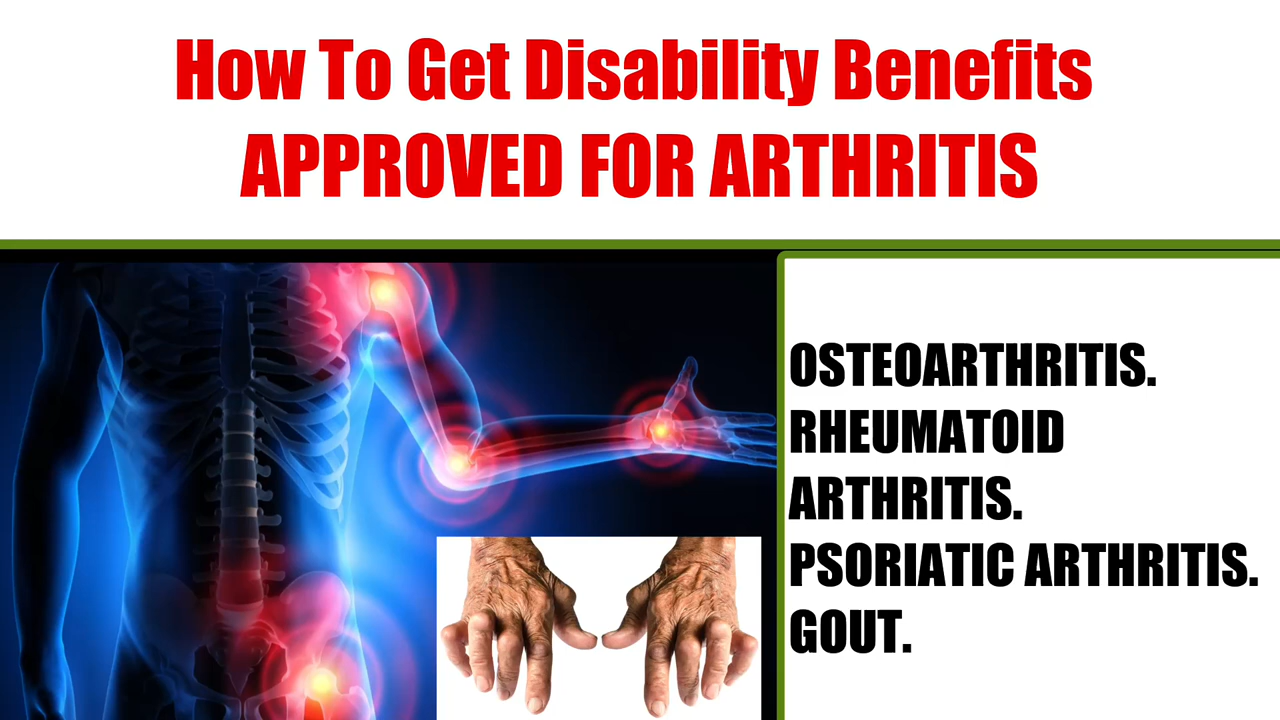 How To Get Disability Benefits
APPROVED FOR ARTHRITIS
OSTEOARTHRITIS.
RHEUMATOID
ARTHRITIS.
PSORIATIC ARTHRITIS.
GOUT.